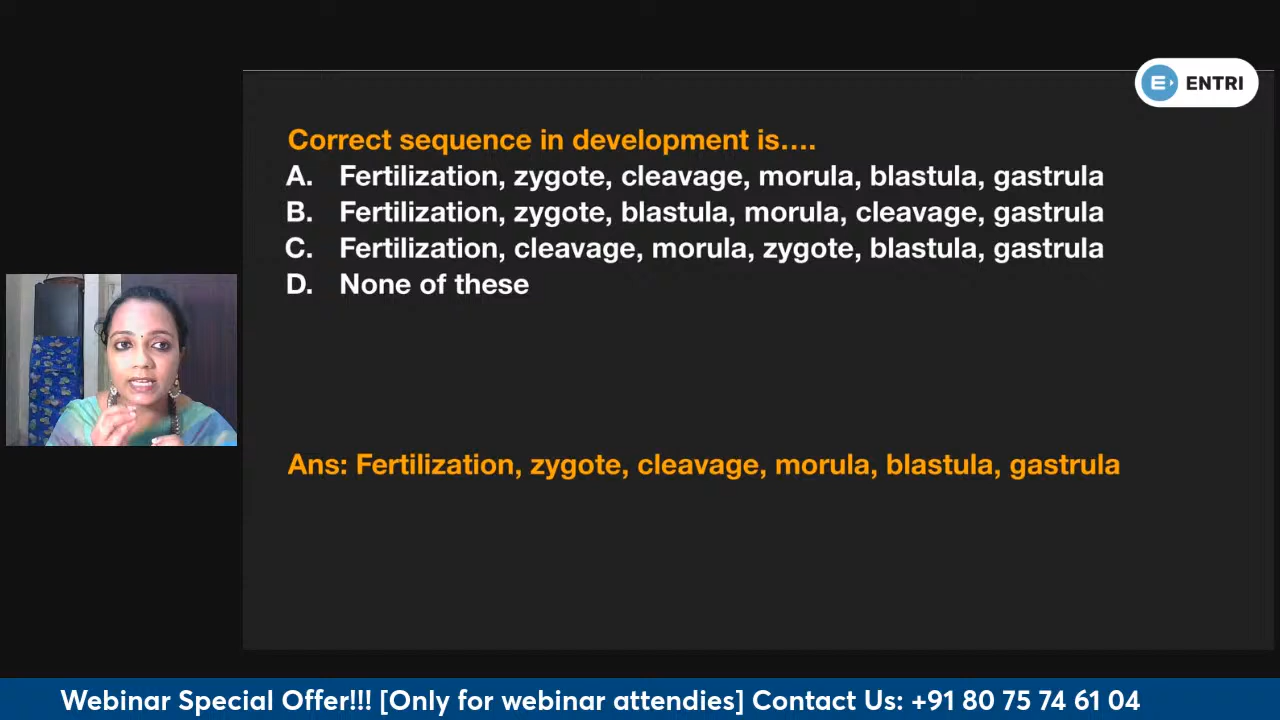 ENTRI
Correct sequence in development is....
A. Fertilization, zygote, cleavage, morula, blastula, gastrula
B. Fertilization, zygote, blastula, morula, cleavage, gastrula
C. Fertilization, cleavage, morula, zygote, blastula, gastrula
D. None of these
Ans: Fertilization, zygote, cleavage, morula, blastula, gastrula
Webinar Special Offer!!! [Only for webinar attendies] Contact Us: +91 80 75 74 61 04